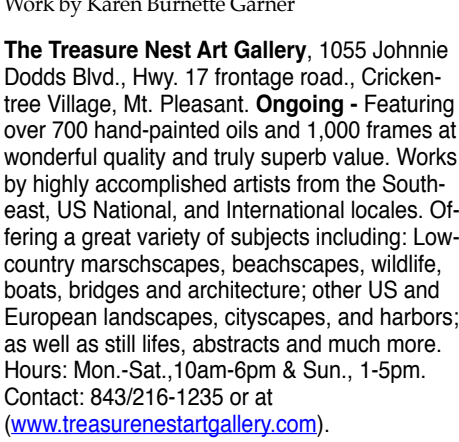 Work by Karen Burnette Garner
The Treasure Nest Art Gallery, 1055 Johnnie
Dodds Blvd., Hwy. 17 frontage road., Cricken-
tree Village, Mt. Pleasant. Ongoing - Featuring
over 700 hand-painted oils and 1,000 frames at
wonderful quality and truly superb value. Works
by highly accomplished artists from the South-
east, US National, and International locales. Of-
fering a great variety of subjects including: Low-
country marschscapes, beachscapes, wildlife,
boats, bridges and architecture; other US and
European landscapes, cityscapes, and harbors;
as well as still lifes, abstracts and much more.
Hours: Mon.-Sat.,10am-6pm & Sun., 1-5pm.
Contact: 843/216-1235 or at
(www.treasurenestartgallery.com).